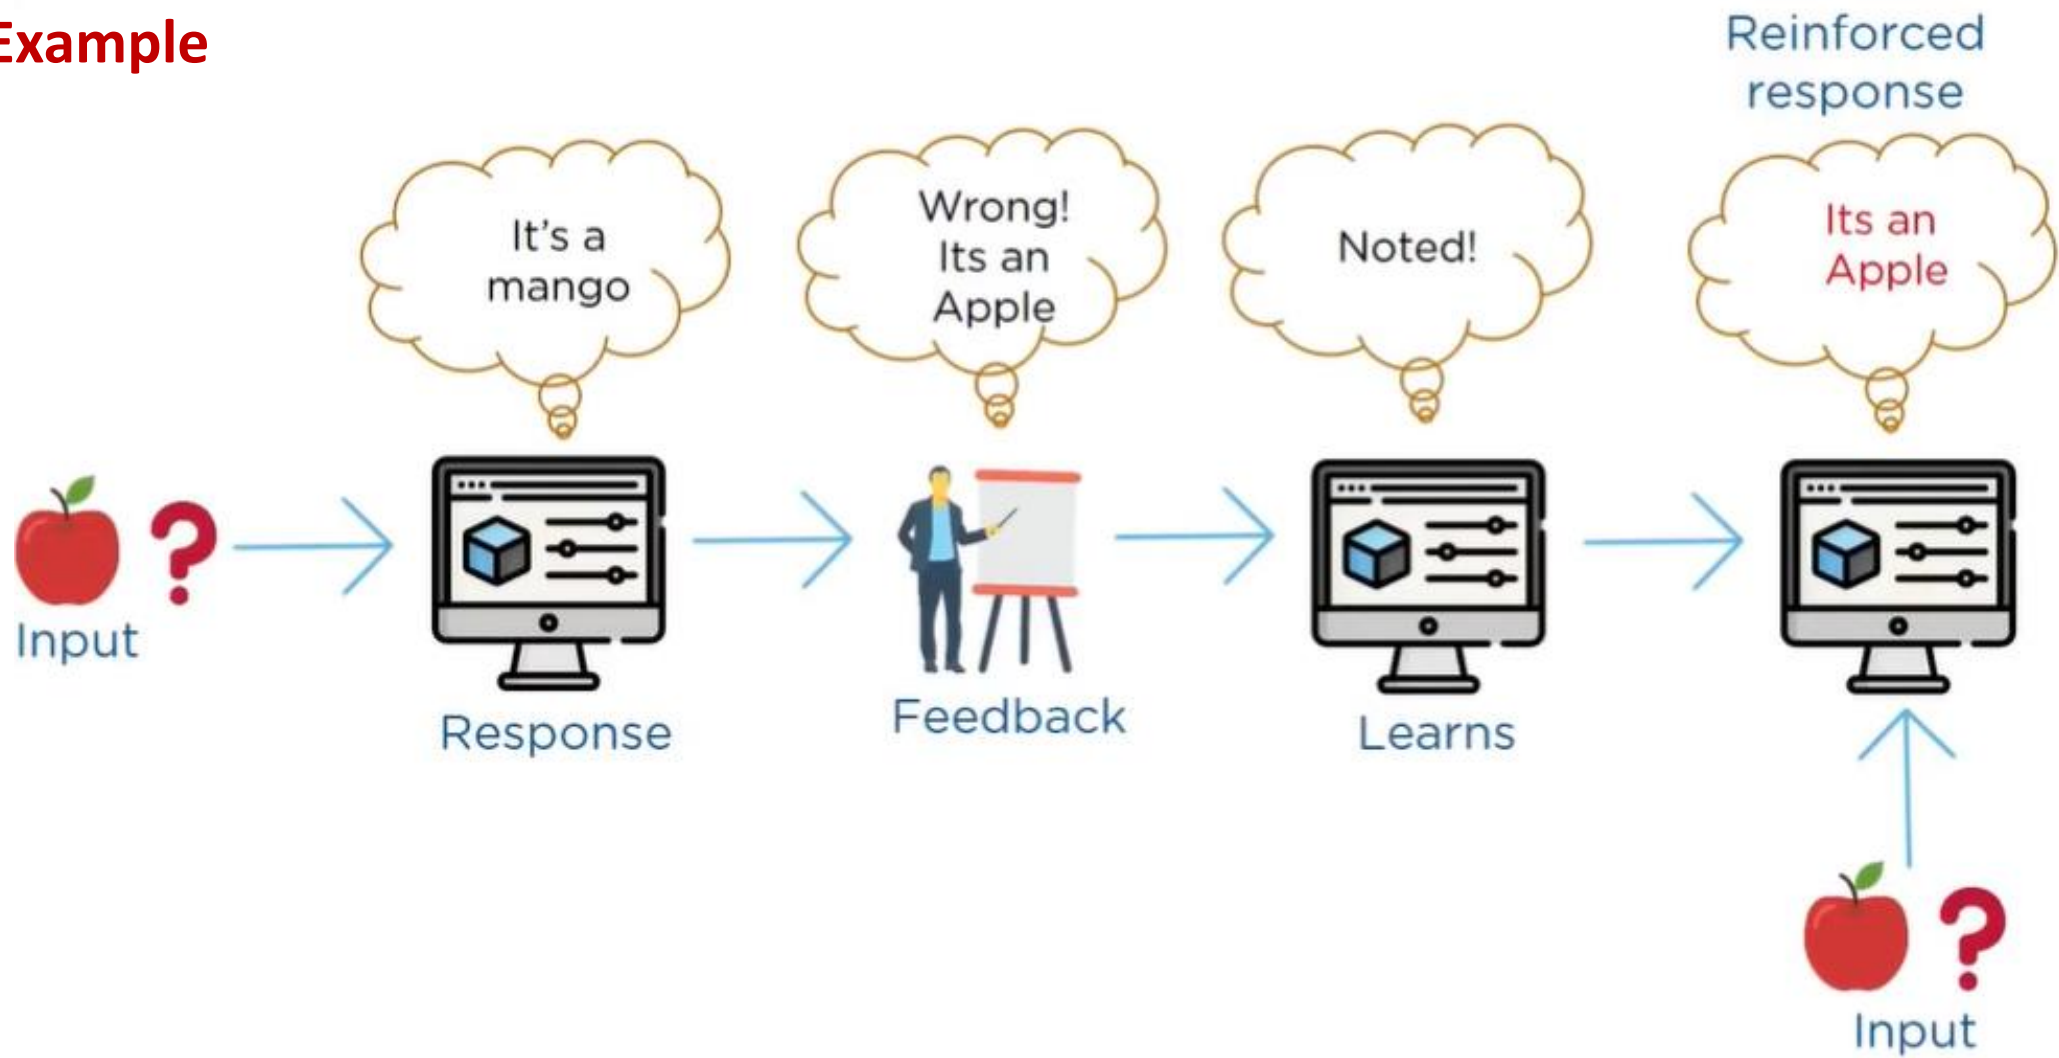 Example
Reinforced
response
It's a
mango
Wrong!
Its an
Apple
Noted!
Its an
Apple
?
Input
Response
Feedback
Learns
?
Input